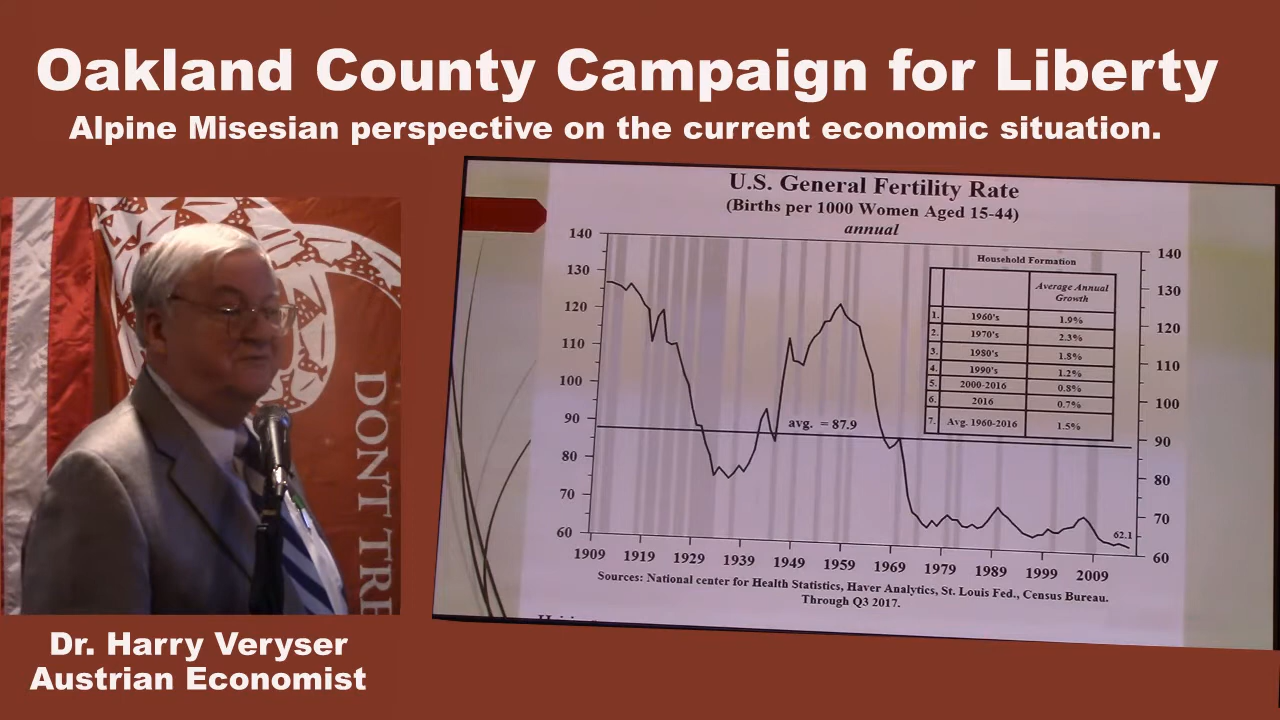 Oakland County Campaign for Liberty
Alpine Misesian perspective on the current economic situation.
U.S. General Fertility Rate
(Births per 1000 Women Aged 15-44)
annual
140
130
120
110
100
90
80
70
60
140
130
120
110
100
90
80
70
60
Household Formation
Average Annual
Growth
1. 1960's 1.9%
2. 1970's 2.3%
3. 1980's 1.8%
4. 1990's 1.2%
5. 2000-2016 0.8%
6. 2016 0.7%
7. Avg. 1960-2016 1.5%
avg. = 87.9
62.1
1909 1919 1929 1939 1949 1959 1969 1979 1989 1999 2009
Sources: National center for Health Statistics, Haver Analytics, St. Louis Fed., Census Bureau.
Through Q3 2017.
DONT TRE
Dr. Harry Veryser
Austrian Economist